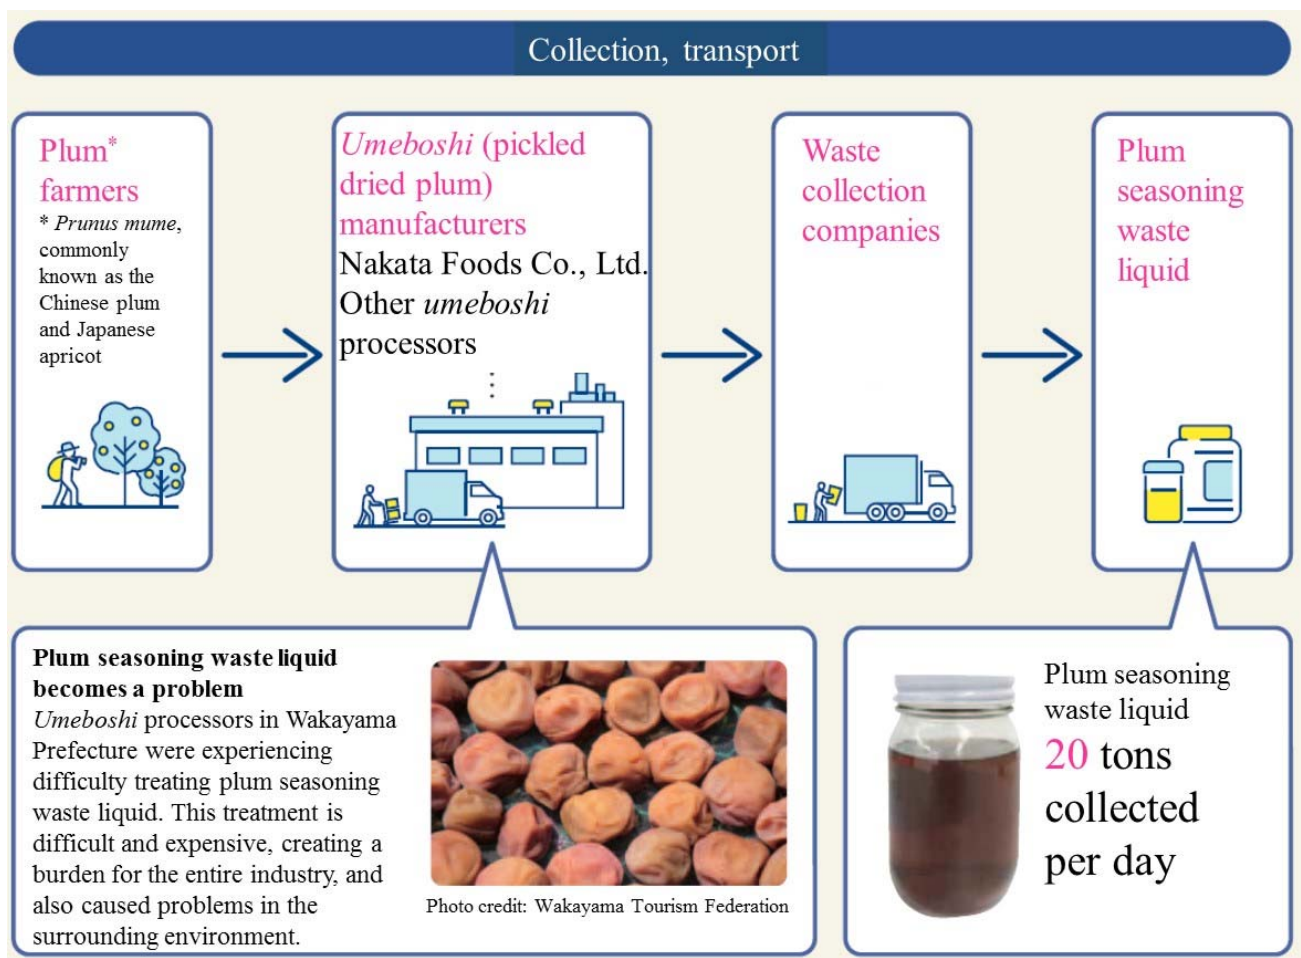 Collection, transport
Plum*
farmers
* Prunus mume,
commonly
known as the
Chinese plum
and Japanese
apricot
Umeboshi (pickled
dried plum)
manufacturers
Nakata Foods Co., Ltd.
Other umeboshi
processors
Waste
collection
companies
Plum
seasoning
waste
liquid
Plum seasoning waste liquid
becomes a problem
Umeboshi processors in Wakayama
Prefecture were experiencing
difficulty treating plum seasoning
waste liquid. This treatment is
difficult and expensive, creating a
burden for the entire industry, and
also caused problems in the
surrounding environment.
Photo credit: Wakayama Tourism Federation
Plum seasoning
waste liquid
20 tons
collected
per day